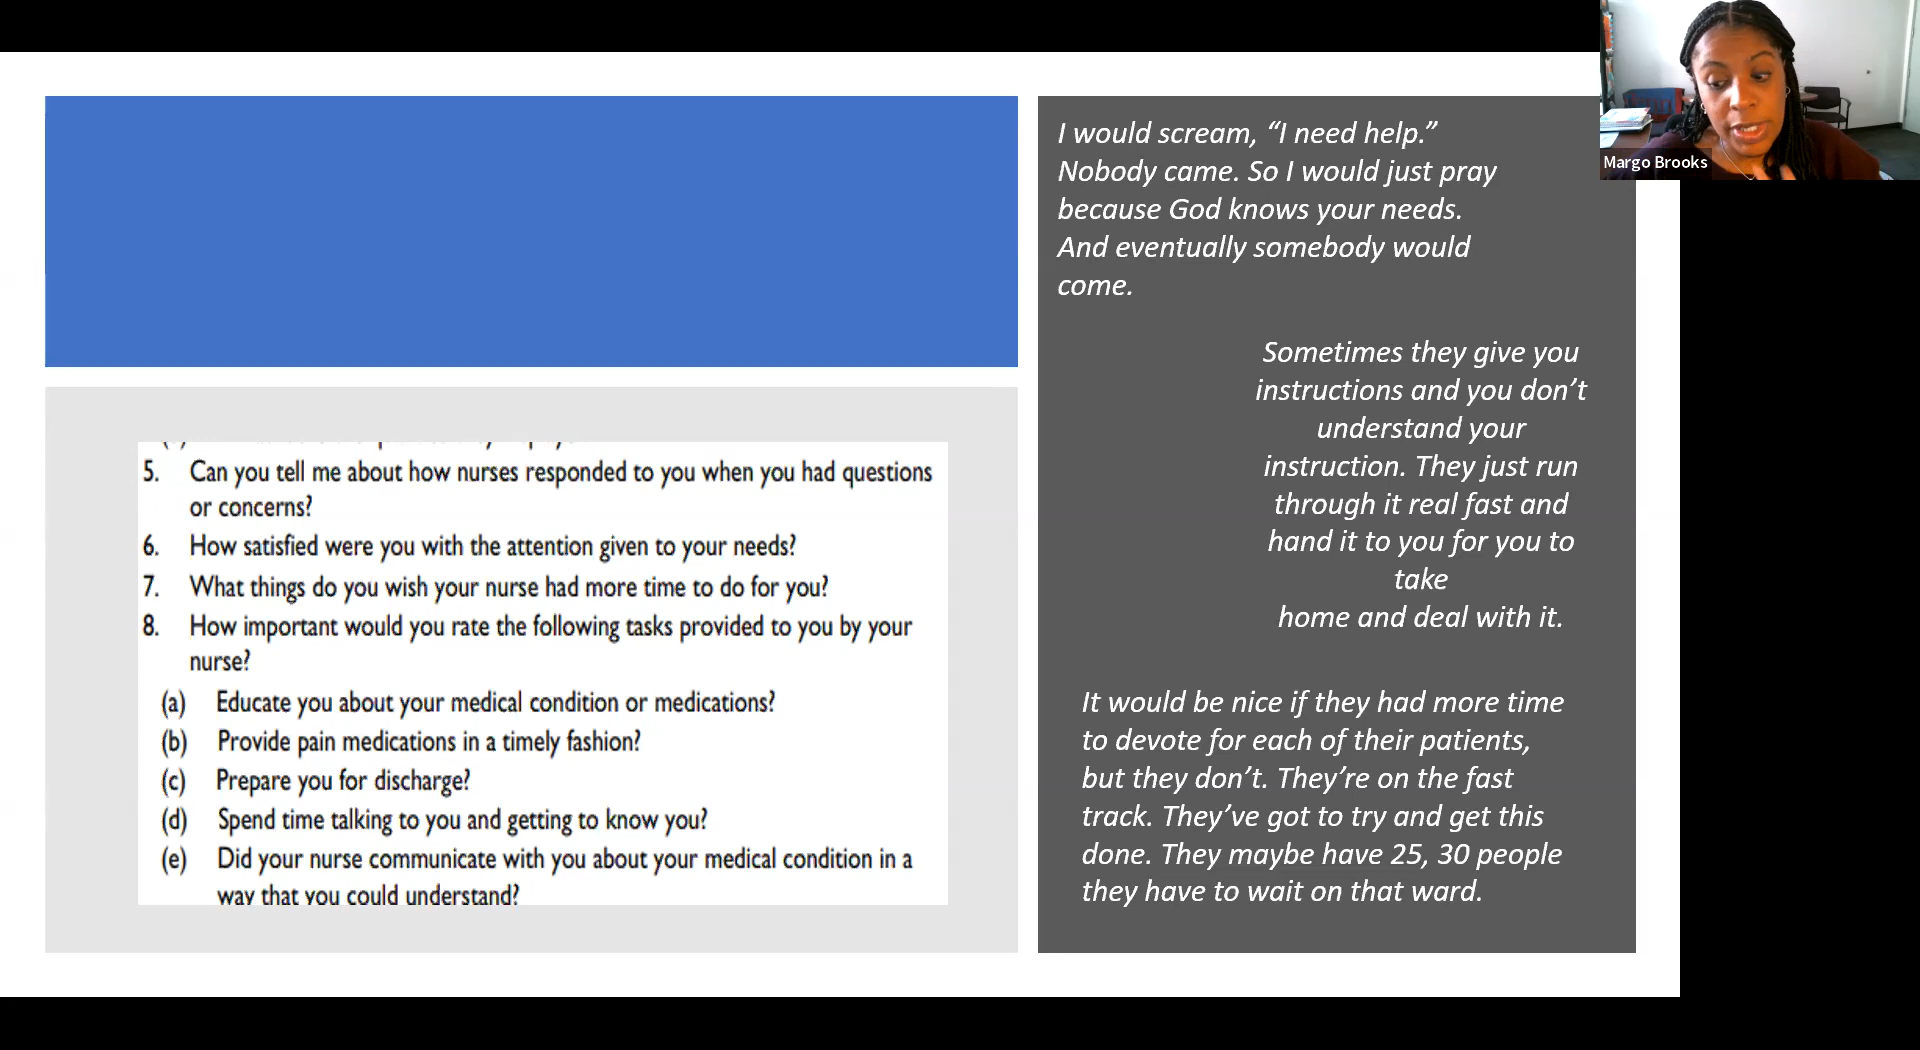 5. Can you tell me about how nurses responded to you when you had questions
or concerns?
6. How satisfied were you with the attention given to your needs?
7. What things do you wish your nurse had more time to do for you?
8. How important would you rate the following tasks provided to you by your
nurse?
(a) Educate you about your medical condition or medications?
(b) Provide pain medications in a timely fashion?
(c) Prepare you for discharge?
(d) Spend time talking to you and getting to know you?
(e) Did your nurse communicate with you about your medical condition in a
way that you could understand?
I would scream, “I need help.”
Nobody came. So I would just pray
because God knows your needs.
And eventually somebody would
come.
Sometimes they give you
instructions and you don’t
understand your
instruction. They just run
through it real fast and
hand it to you for you to
take
home and deal with it.
It would be nice if they had more time
to devote for each of their patients,
but they don’t. They’re on the fast
track. They’ve got to try and get this
done. They maybe have 25, 30 people
they have to wait on that ward.
Margo Brooks